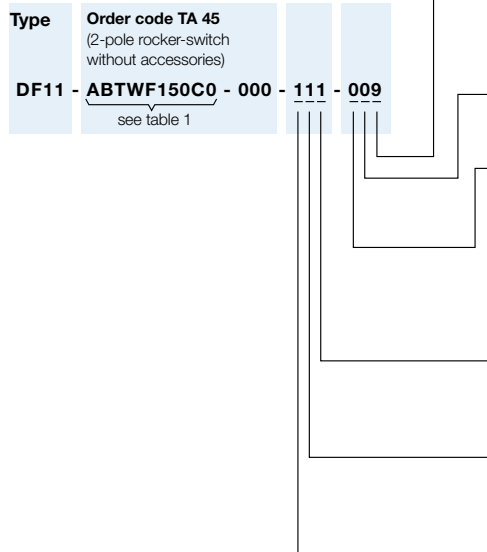 Type
Order code TA 45
(2-pole rocker-switch
without accessories)
DF11 - ABTWF150C0 - 000 - 111 - 009
see table 1